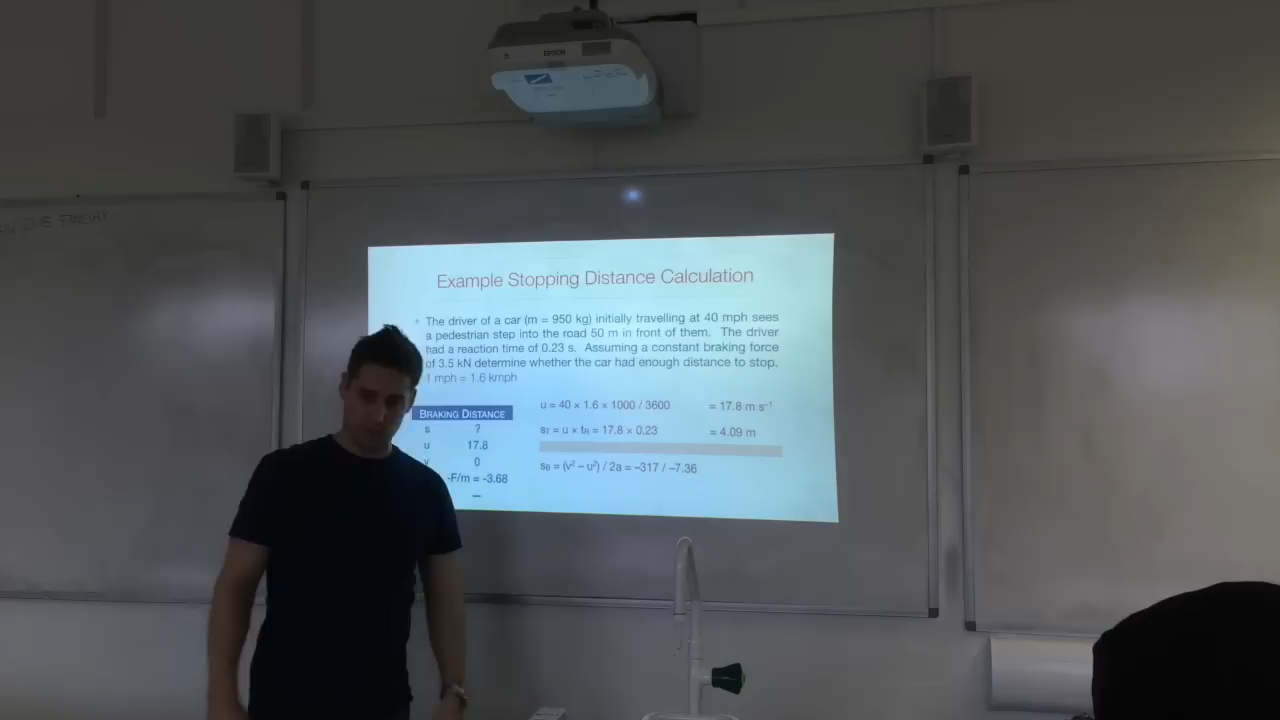 EPSON
Example Stopping Distance Calculation
The driver of a car (m = 950 kg) initially travelling at 40 mph sees
a pedestrian step into the road 50 m in front of them. The driver
had a reaction time of 0.23 s. Assuming a constant braking force
of 3.5 kN determine whether the car had enough distance to stop.
1 mph = 1.6 kmph
BRAKING DISTANCE
s ?
u 17.8
v 0
-F/m = -3.68
–
u = 40 × 1.6 × 1000 / 3600 = 17.8 m s⁻¹
sT = u × tR = 17.8 × 0.23 = 4.09 m
sB = (v² – u²) / 2a = –317 / –7.36